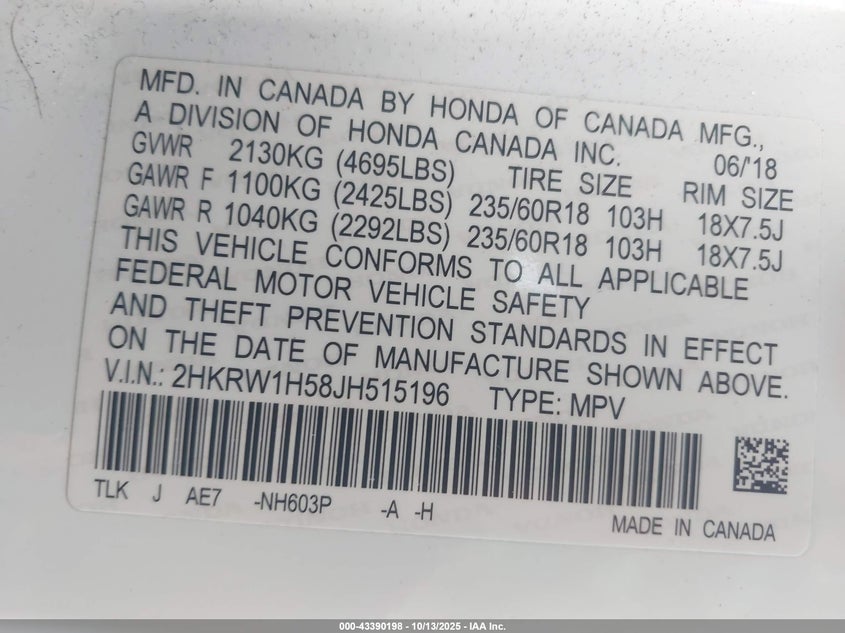 MFD. IN CANADA BY HONDA OF CANADA MFG.,
A DIVISION OF HONDA CANADA INC. 06/'18
GVWR 2130KG (4695LBS) TIRE SIZE RIM SIZE
GAWR F 1100KG (2425LBS) 235/60R18 103H 18X7.5J
GAWR R 1040KG (2292LBS) 235/60R18 103H 18X7.5J
THIS VEHICLE CONFORMS TO ALL APPLICABLE
FEDERAL MOTOR VEHICLE SAFETY
AND THEFT PREVENTION STANDARDS IN EFFECT
ON THE DATE OF MANUFACTURE SHOWN ABOVE.
V.I.N.: 2HKRW1H58JH515196 TYPE: MPV
TLK J AE7 -NH603P -A -H
MADE IN CANADA
000-43390198 - 10/13/2025 - IAA Inc.